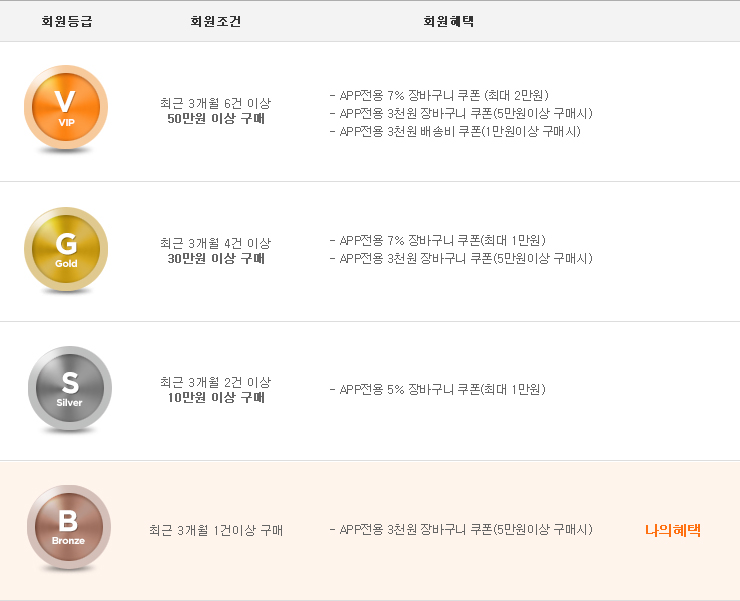 회원등급 회원조건 회원혜택
V
VIP
최근 3개월 6건 이상
50만원 이상 구매
- APP전용 7% 장바구니 쿠폰 (최대 2만원)
- APP전용 3천원 장바구니 쿠폰(5만원이상 구매시)
- APP전용 3천원 배송비 쿠폰(1만원이상 구매시)
G
Gold
최근 3개월 4건 이상
30만원 이상 구매
- APP전용 7% 장바구니 쿠폰(최대 1만원)
- APP전용 3천원 장바구니 쿠폰(5만원이상 구매시)
S
Silver
최근 3개월 2건 이상
10만원 이상 구매
- APP전용 5% 장바구니 쿠폰(최대 1만원)
B
Bronze
최근 3개월 1건이상 구매
- APP전용 3천원 장바구니 쿠폰(5만원이상 구매시)
나의혜택